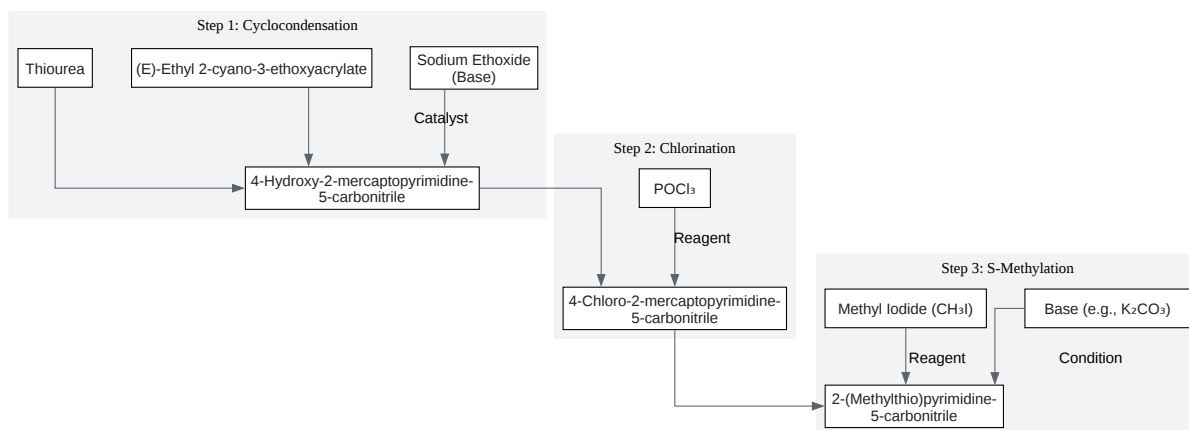 Step 1: Cyclocondensation
Thiourea
(E)-Ethyl 2-cyano-3-ethoxyacrylate
Sodium Ethoxide
(Base)
Catalyst
4-Hydroxy-2-mercaptopyrimidine-
5-carbonitrile
Step 2: Chlorination
POCl₃
Reagent
4-Chloro-2-mercaptopyrimidine-
5-carbonitrile
Step 3: S-Methylation
Methyl Iodide (CH₃I)
Base (e.g., K₂CO₃)
Reagent
Condition
2-(Methylthio)pyrimidine-
5-carbonitrile